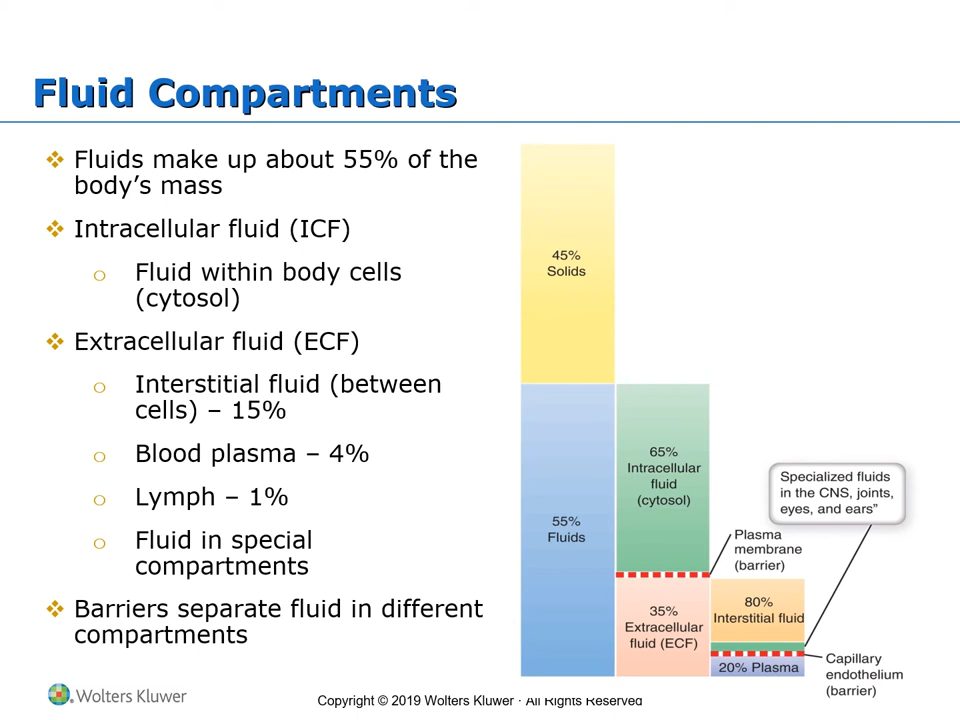 Fluid Compartments
❖ Fluids make up about 55% of the
body’s mass
❖ Intracellular fluid (ICF)
o Fluid within body cells
(cytosol)
❖ Extracellular fluid (ECF)
o Interstitial fluid (between
cells) – 15%
o Blood plasma – 4%
o Lymph – 1%
o Fluid in special
compartments
❖ Barriers separate fluid in different
compartments
45%
Solids
55%
Fluids
65%
Intracellular
fluid
(cytosol)
35%
Extracellular
fluid (ECF)
Specialized fluids
in the CNS, joints,
eyes, and ears”
Plasma
membrane
(barrier)
80%
Interstitial fluid
20% Plasma
Capillary
endothelium
(barrier)
Wolters Kluwer
Copyright © 2019 Wolters Kluwer · All Rights Reserved